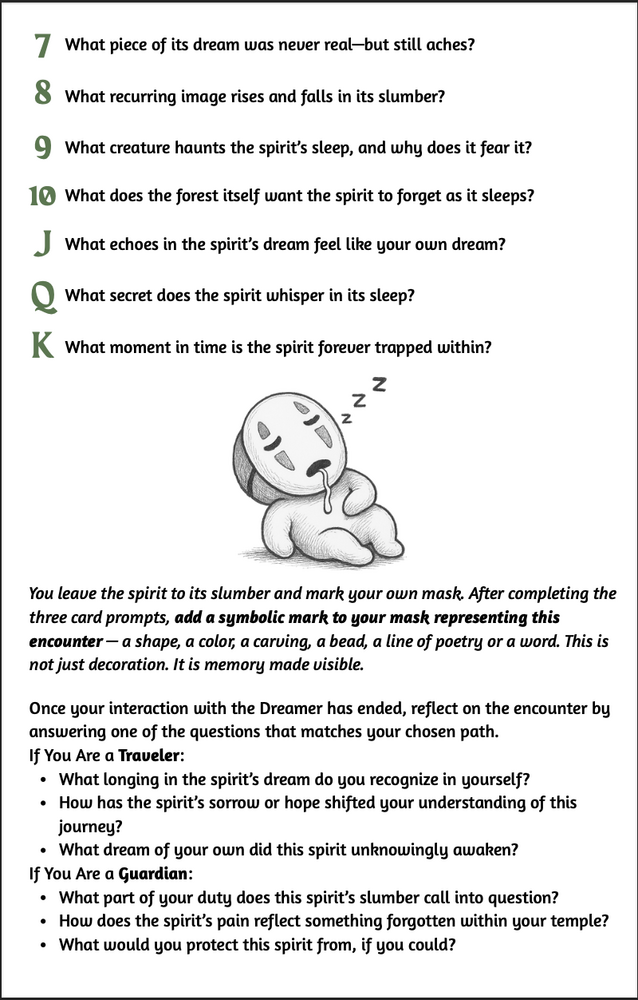 7 What piece of its dream was never real—but still aches?
8 What recurring image rises and falls in its slumber?
9 What creature haunts the spirit's sleep, and why does it fear it?
10 What does the forest itself want the spirit to forget as it sleeps?
J What echoes in the spirit's dream feel like your own dream?
Q What secret does the spirit whisper in its sleep?
K What moment in time is the spirit forever trapped within?
z z z
You leave the spirit to its slumber and mark your own mask. After completing the
three card prompts, add a symbolic mark to your mask representing this
encounter — a shape, a color, a carving, a bead, a line of poetry or a word. This is
not just decoration. It is memory made visible.
Once your interaction with the Dreamer has ended, reflect on the encounter by
answering one of the questions that matches your chosen path.
If You Are a Traveler:
• What longing in the spirit's dream do you recognize in yourself?
• How has the spirit's sorrow or hope shifted your understanding of this
journey?
• What dream of your own did this spirit unknowingly awaken?
If You Are a Guardian:
• What part of your duty does this spirit's slumber call into question?
• How does the spirit's pain reflect something forgotten within your temple?
• What would you protect this spirit from, if you could?